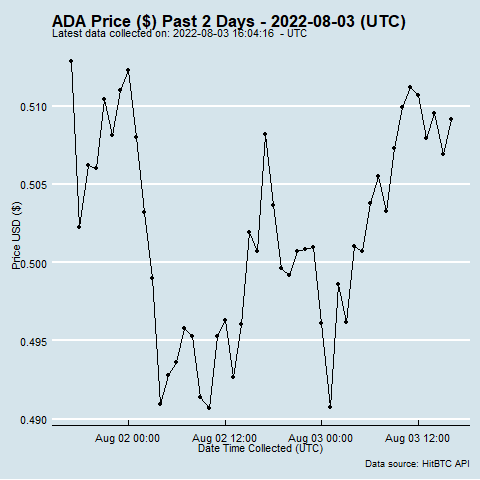 ADA Price ($) Past 2 Days - 2022-08-03 (UTC)
Latest data collected on: 2022-08-03 16:04:16 - UTC
0.510
0.505
0.500
0.495
0.490
Price USD ($)
Aug 02 00:00 Aug 02 12:00 Aug 03 00:00 Aug 03 12:00
Date Time Collected (UTC)
Data source: HitBTC API